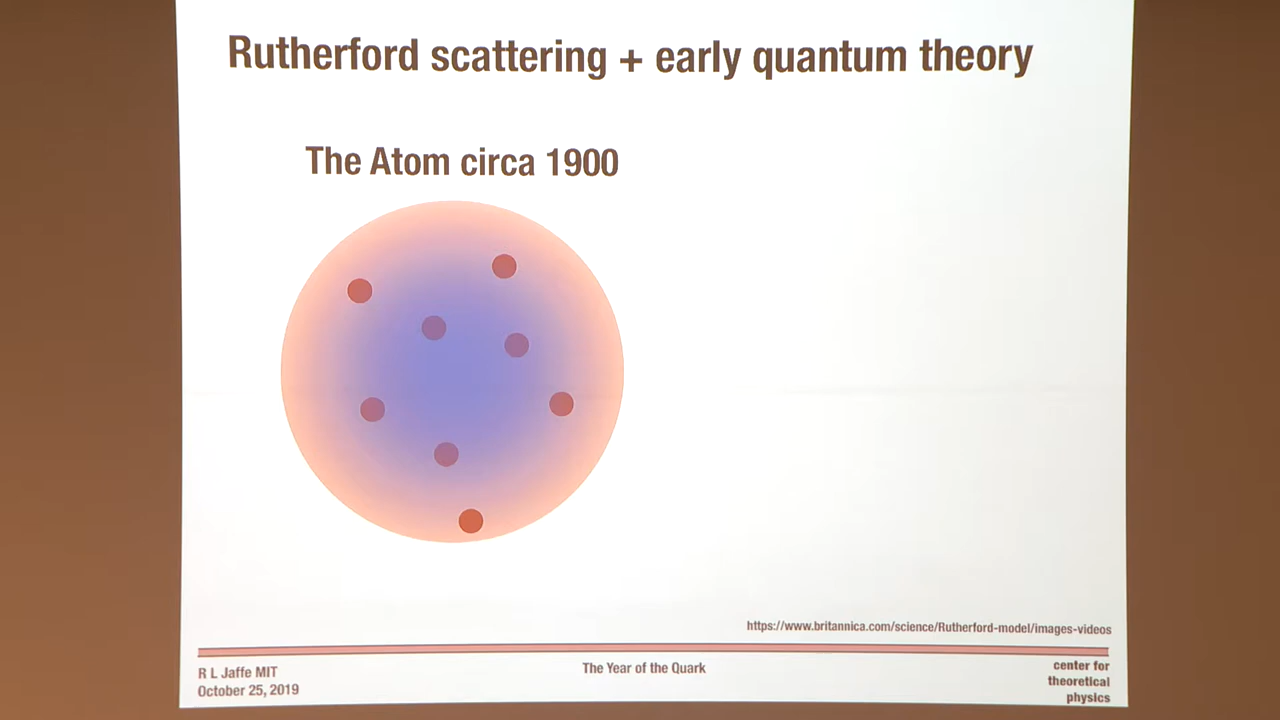 Rutherford scattering + early quantum theory
The Atom circa 1900
https://www.britannica.com/science/Rutherford-model/images-videos
R L Jaffe MIT
October 25, 2019
The Year of the Quark
center for
theoretical
physics